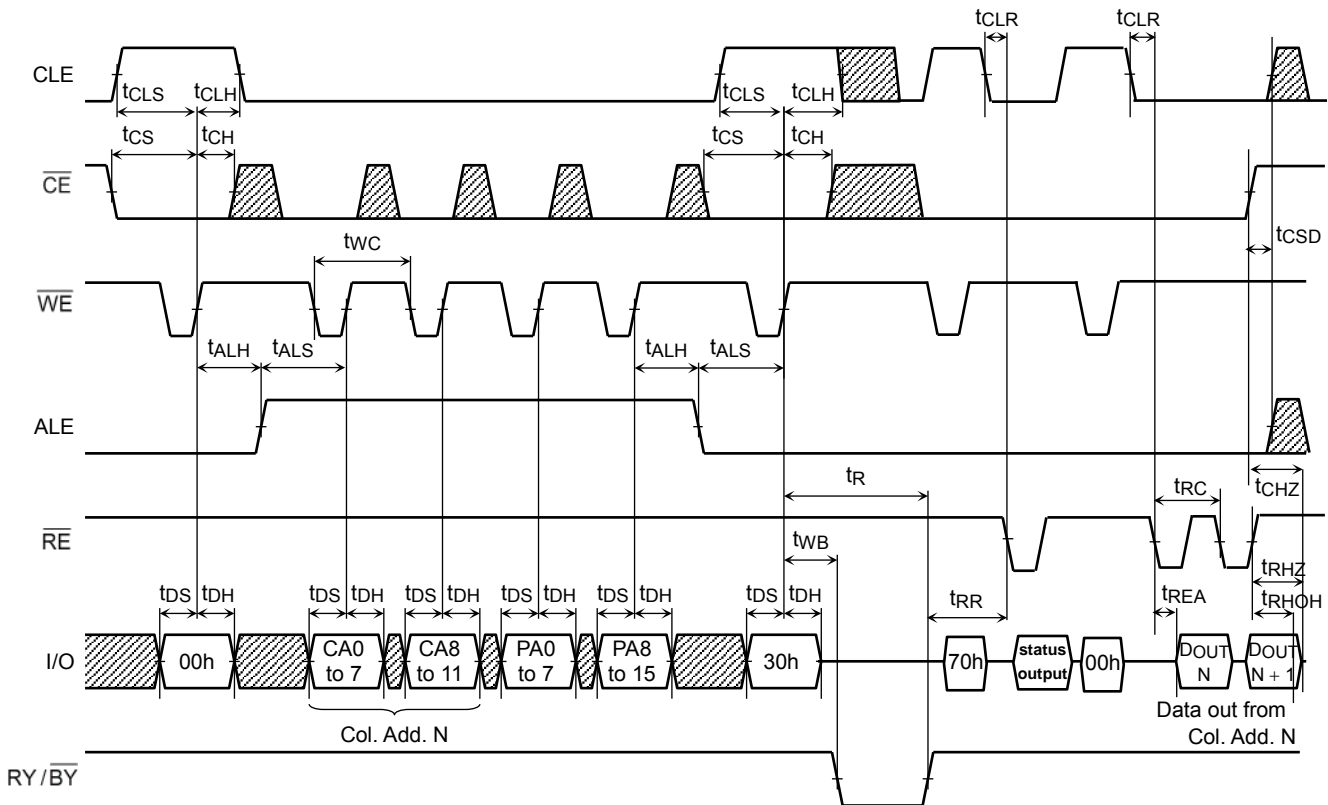 tCLR tCLR
CLE
tCLS tCLH tCLS tCLH
tCS tCH tCS tCH
CE
tWC tCSD
WE
tALH tALS tALH tALS
ALE
tR tRC tCHZ
RE
tWB tRHZ
tDS tDH tDS tDH tDS tDH tDS tDH tDS tDH tDS tDH tRR tREA tRHOH
I/O
00h
CA0 to 7
CA8 to 11
PA0 to 7
PA8 to 15
30h
70h
status output
00h
DOUT N
DOUT N + 1
Col. Add. N
Data out from
Col. Add. N
RY/BY